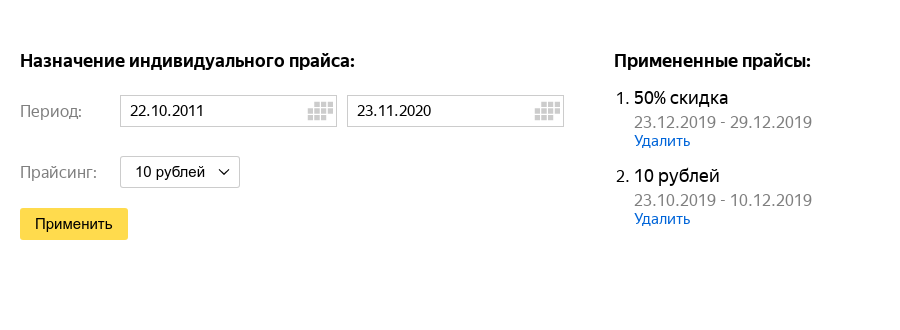 Назначение индивидуального прайса:
Период:
22.10.2011
23.11.2020
Прайсинг:
10 рублей
Применить
Примененные прайсы:
1. 50% скидка
23.12.2019 - 29.12.2019
Удалить
2. 10 рублей
23.10.2019 - 10.12.2019
Удалить